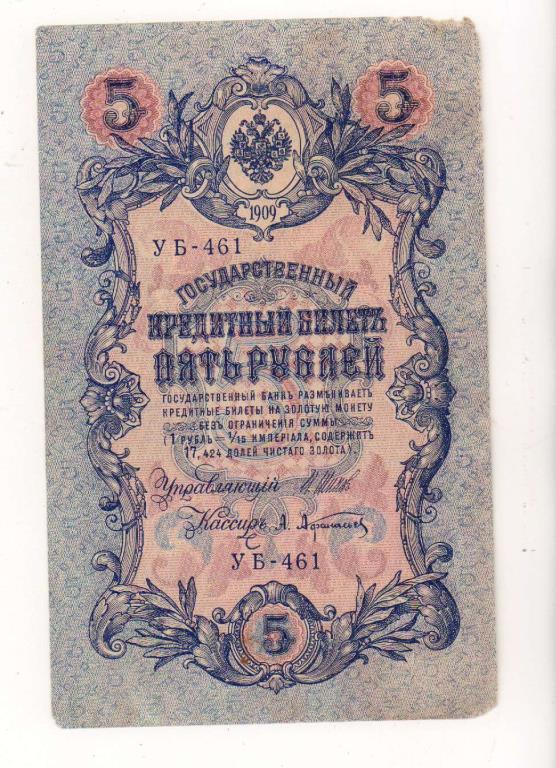 5 5
1909
УБ-461
ГОСУДАРСТВЕННЫЙ
КРЕДИТНЫЙ БИЛЕТЪ
ПЯТЬ РУБЛЕЙ
ГОСУДАРСТВЕННЫЙ БАНКЪ РАЗМѢНИВАЕТЪ
КРЕДИТНЫЕ БИЛЕТЫ НА ЗОЛОТУЮ МОНЕТУ
БЕЗЪ ОГРАНИЧЕНІЯ СУММЫ
(1 РУБЛЬ = 1/15 ИМПЕРІАЛА, СОДЕРЖИТЪ
17,424 ДОЛЕЙ ЧИСТАГО ЗОЛОТА).
Управляющій
Кассиръ А. Афанасьев
УБ-461
5